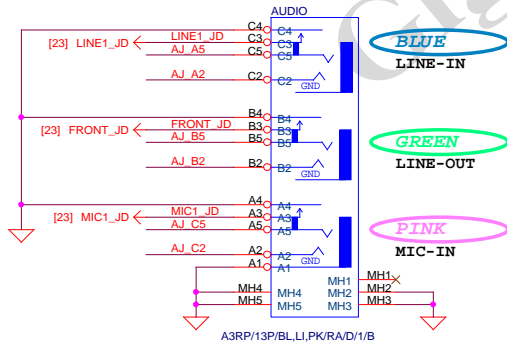 AUDIO
C4 C4
LINE1_JD C3 C3
[23] LINE1_JD
AJ_A5 C5 C5
AJ_A2 C2 C2
GND
BLUE
LINE-IN
B4 B4
FRONT_JD B3 B3
[23] FRONT_JD
AJ_B5 B5 B5
AJ_B2 B2 B2
GND
GREEN
LINE-OUT
A4 A4
MIC1_JD A3 A3
[23] MIC1_JD
AJ_C5 A5 A5
AJ_C2 A2 A2
GND
A1 A1
PINK
MIC-IN
MH1 MH1
MH4 MH4 MH2 MH2
MH5 MH5 MH3 MH3
A3RP/13P/BL,LI,PK/RA/D/1/B